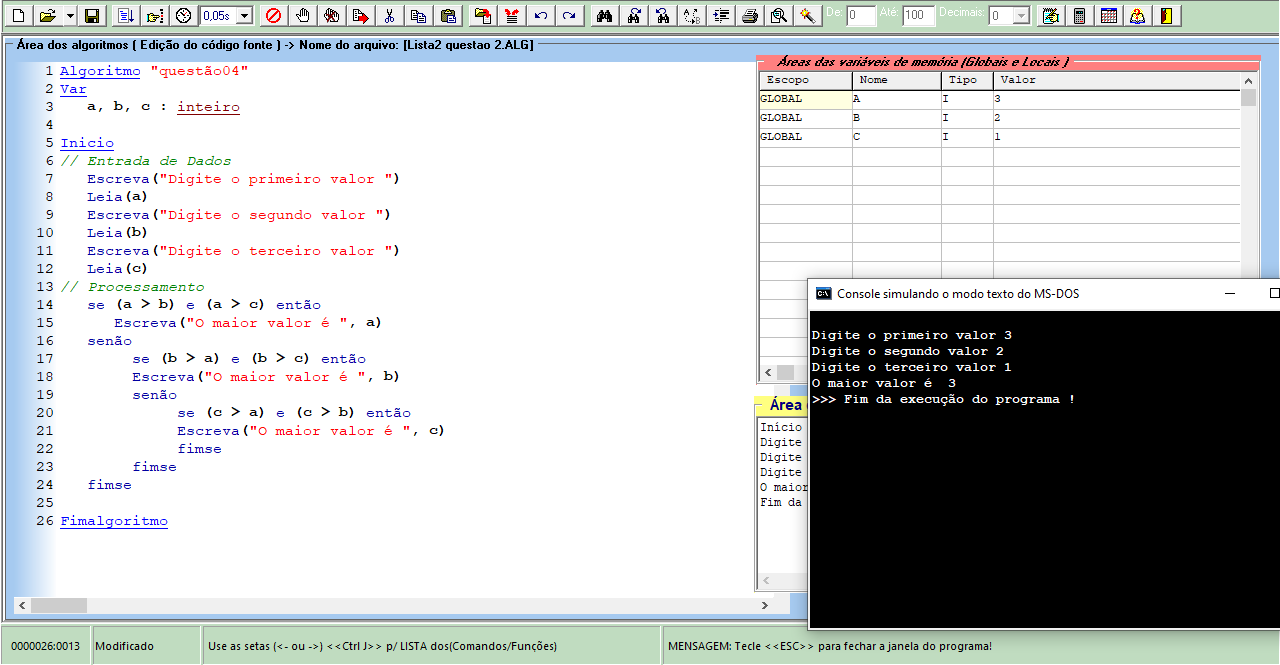 0,05s De: 0 Até: 100 Decimais: 0
Área dos algoritmos ( Edição do código fonte ) -> Nome do arquivo: [Lista2 questao 2.ALG]
1 Algoritmo "questão04"
2 Var
3 a, b, c : inteiro
4
5 Inicio
6 // Entrada de Dados
7 Escreva("Digite o primeiro valor ")
8 Leia(a)
9 Escreva("Digite o segundo valor ")
10 Leia(b)
11 Escreva("Digite o terceiro valor ")
12 Leia(c)
13 // Processamento
14 se (a > b) e (a > c) então
15 Escreva("O maior valor é ", a)
16 senão
17 se (b > a) e (b > c) então
18 Escreva("O maior valor é ", b)
19 senão
20 se (c > a) e (c > b) então
21 Escreva("O maior valor é ", c)
22 fimse
23 fimse
24 fimse
25
26 Fimalgoritmo
Áreas das variáveis de memória (Globais e Locais )
Escopo Nome Tipo Valor
GLOBAL A I 3
GLOBAL B I 2
GLOBAL C I 1
Área
Início
Digite
Digite
Digite
O maior
Fim da
Console simulando o modo texto do MS-DOS
Digite o primeiro valor 3
Digite o segundo valor 2
Digite o terceiro valor 1
O maior valor é  3
>>> Fim da execução do programa !
0000026:0013 Modificado Use as setas (<- ou ->) <<Ctrl J>> p/ LISTA dos(Comandos/Funções) MENSAGEM: Tecle <<ESC>> para fechar a janela do programa!